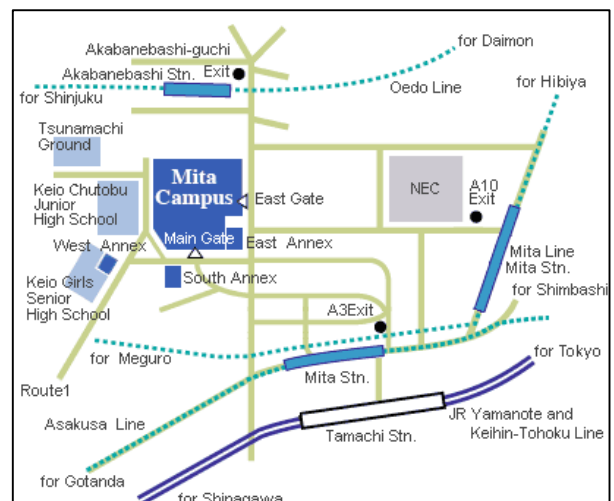 for Daimon
Akabanebashi-guchi
Akabanebashi Stn.
Exit
for Hibiya
for Shinjuku
Oedo Line
Tsunamachi
Ground
Mita
Campus
NEC
A10
Exit
Keio Chutobu
Junior
High School
East Gate
West Annex
Main Gate
East Annex
Mita Line
Mita Stn.
Keio Girls
Senior
High School
South Annex
for Shimbashi
A3Exit
for Meguro
for Tokyo
Mita Stn.
Route1
JR Yamanote and
Keihin-Tohoku Line
Asakusa Line
Tamachi Stn.
for Gotanda
for Shinagawa